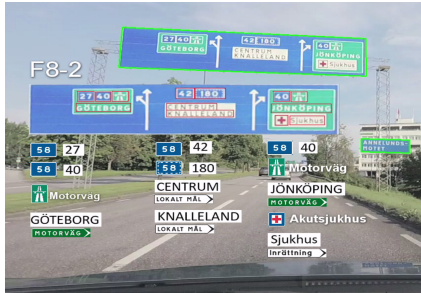 27 40
GÖTEBORG
42 180
CENTRUM
KNALLELAND
40
JÖNKÖPING
Sjukhus
F8-2
27 40
GÖTEBORG
42 180
CENTRUM
KNALLELAND
40
JÖNKÖPING
Sjukhus
ANNELUNDS-
MOTET
58 27
58 40
Motorväg
GÖTEBORG
MOTORVÄG
58 42
58 180
CENTRUM
LOKALT MÅL
KNALLELAND
LOKALT MÅL
58 40
Motorväg
JÖNKÖPING
MOTORVÄG
Akutsjukhus
Sjukhus
Inrättning